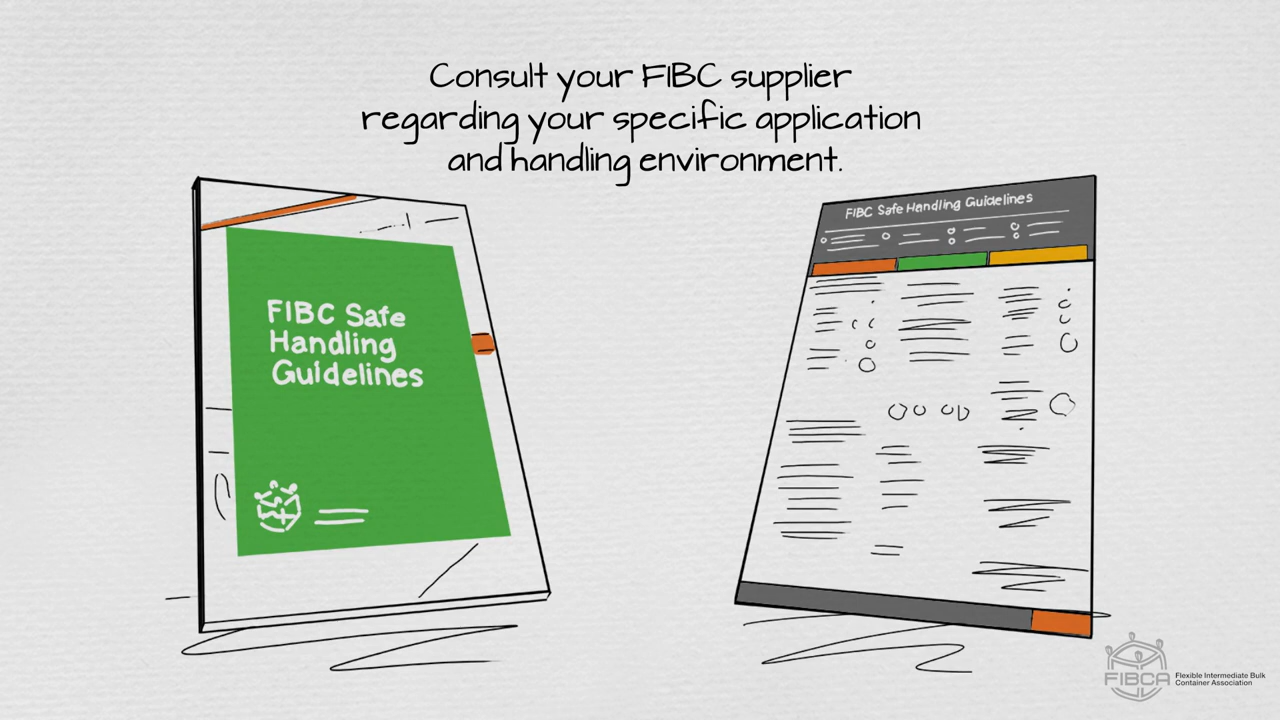 Consult your FIBC supplier
regarding your specific application
and handling environment.
FIBC Safe
Handling
Guidelines
FIBC Safe Handling Guidelines
FIBCA
Flexible Intermediate Bulk
Container Association